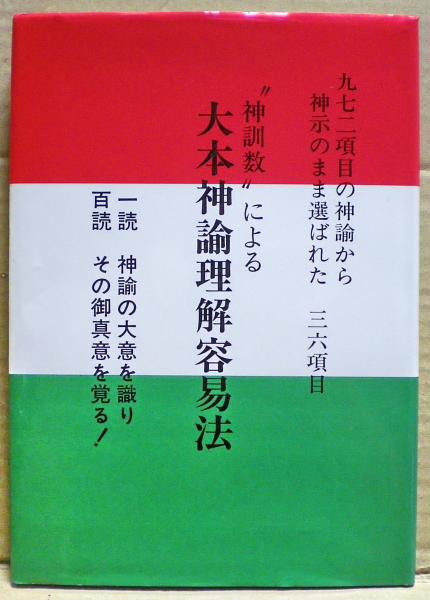 九七二項目の神諭から
神示のまま選ばれた　三六項目
〝神訓数〟による
大本神諭理解容易法
一読　神諭の大意を識り
百読　その御真意を覚る！